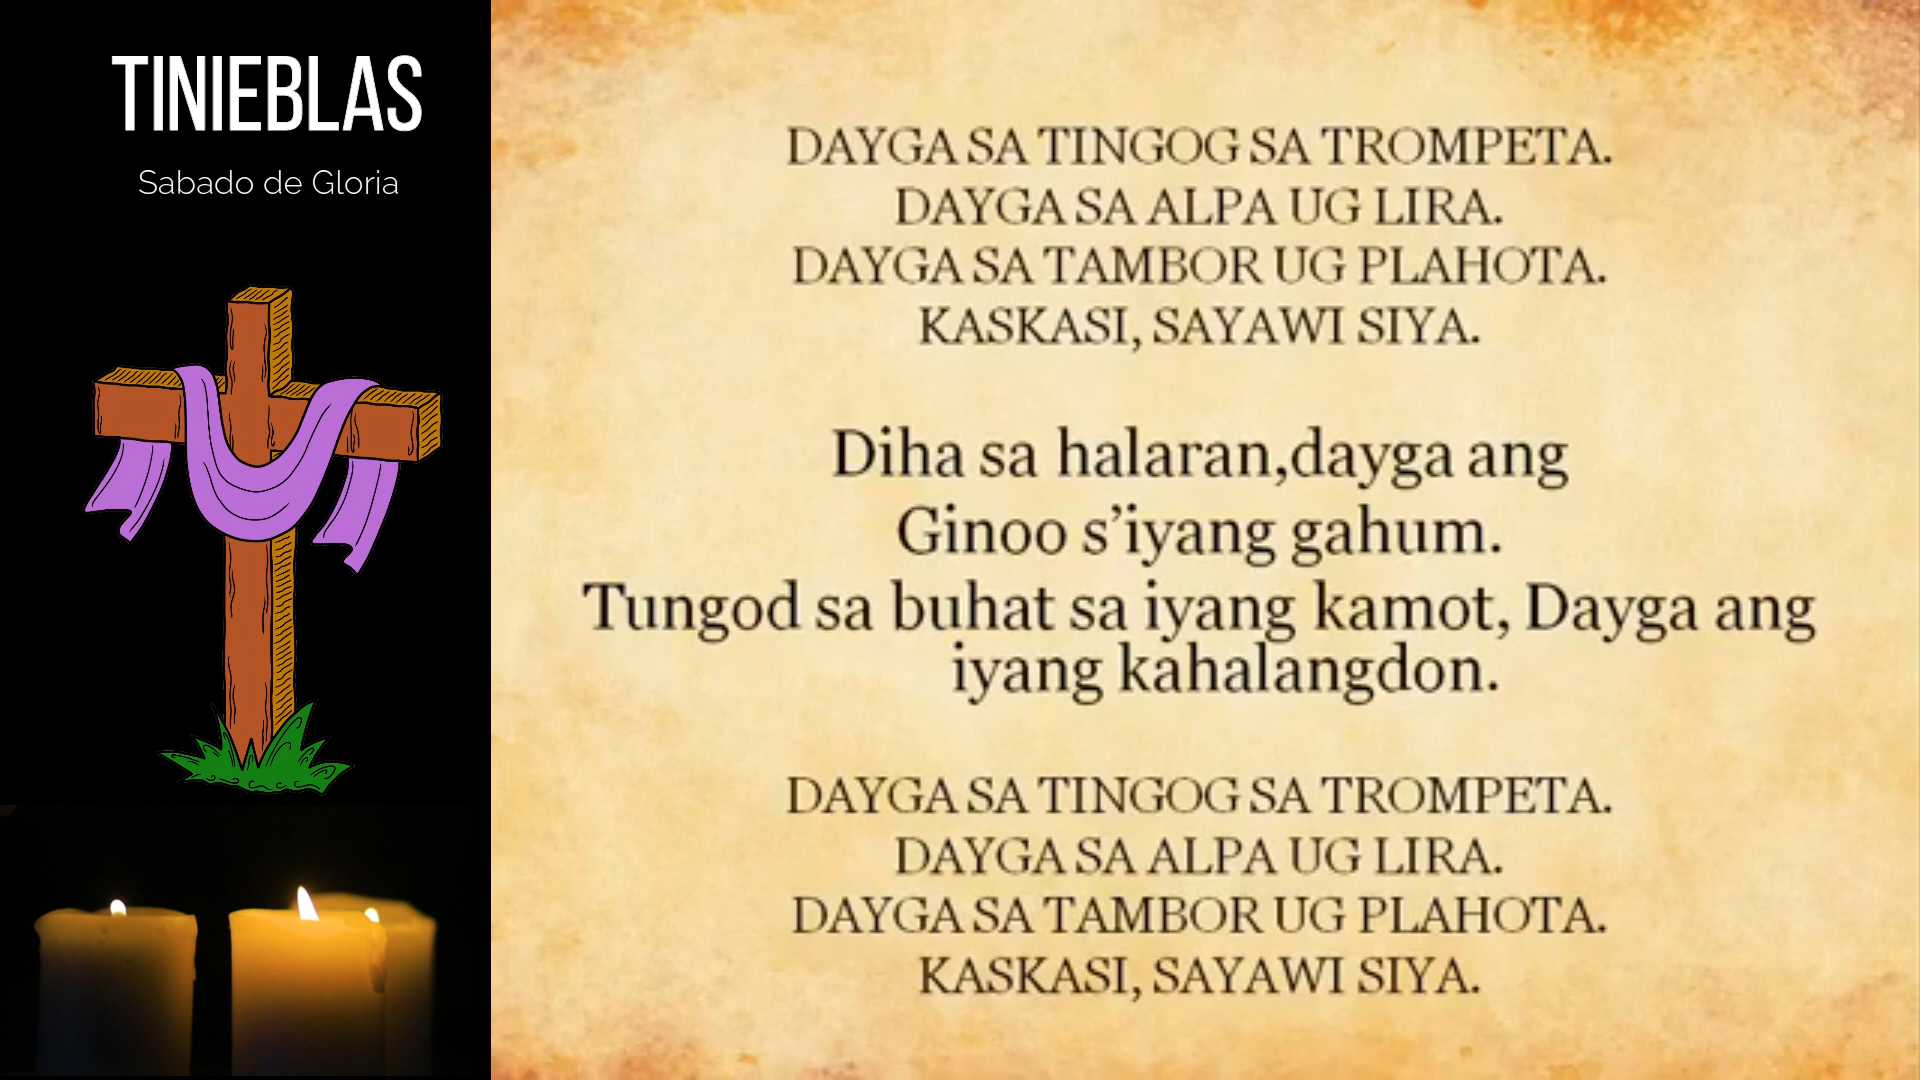 TINIEBLAS
Sabado de Gloria
DAYGA SA TINGOG SA TROMPETA.
DAYGA SA ALPA UG LIRA.
DAYGA SA TAMBOR UG PLAHOTA.
KASKASI, SAYAWI SIYA.
Diha sa halaran,dayga ang
Ginoo s’iyang gahum.
Tungod sa buhat sa iyang kamot, Dayga ang
iyang kahalangdon.
DAYGA SA TINGOG SA TROMPETA.
DAYGA SA ALPA UG LIRA.
DAYGA SA TAMBOR UG PLAHOTA.
KASKASI, SAYAWI SIYA.